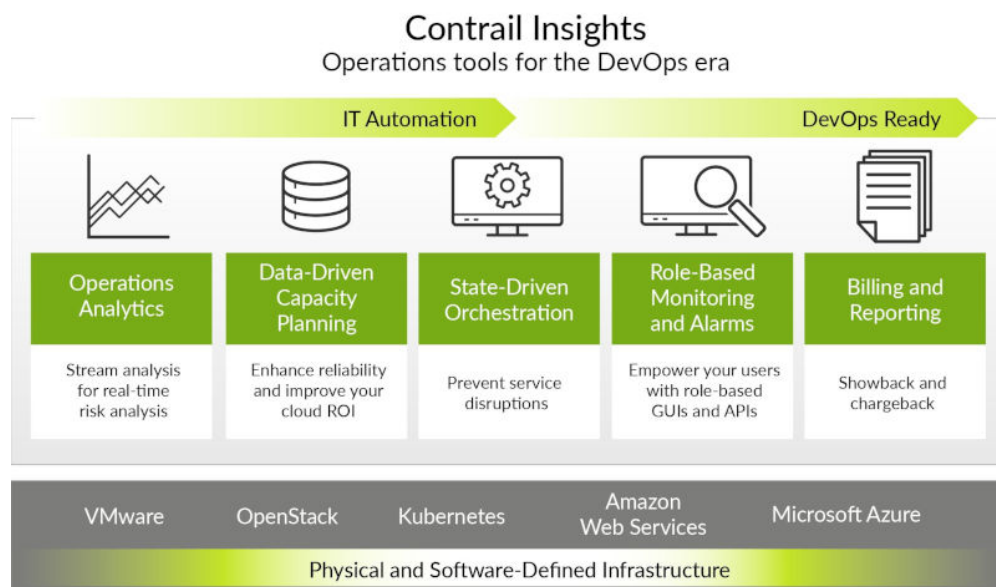 Contrail Insights
Operations tools for the DevOps era
IT Automation
DevOps Ready
Operations
Analytics
Stream analysis
for real-time
risk analysis
Data-Driven
Capacity
Planning
Enhance reliability
and improve your
cloud ROI
State-Driven
Orchestration
Prevent service
disruptions
Role-Based
Monitoring
and Alarms
Empower your users
with role-based
GUIs and APIs
Billing and
Reporting
Showback and
chargeback
VMware
OpenStack
Kubernetes
Amazon
Web Services
Microsoft Azure
Physical and Software-Defined Infrastructure